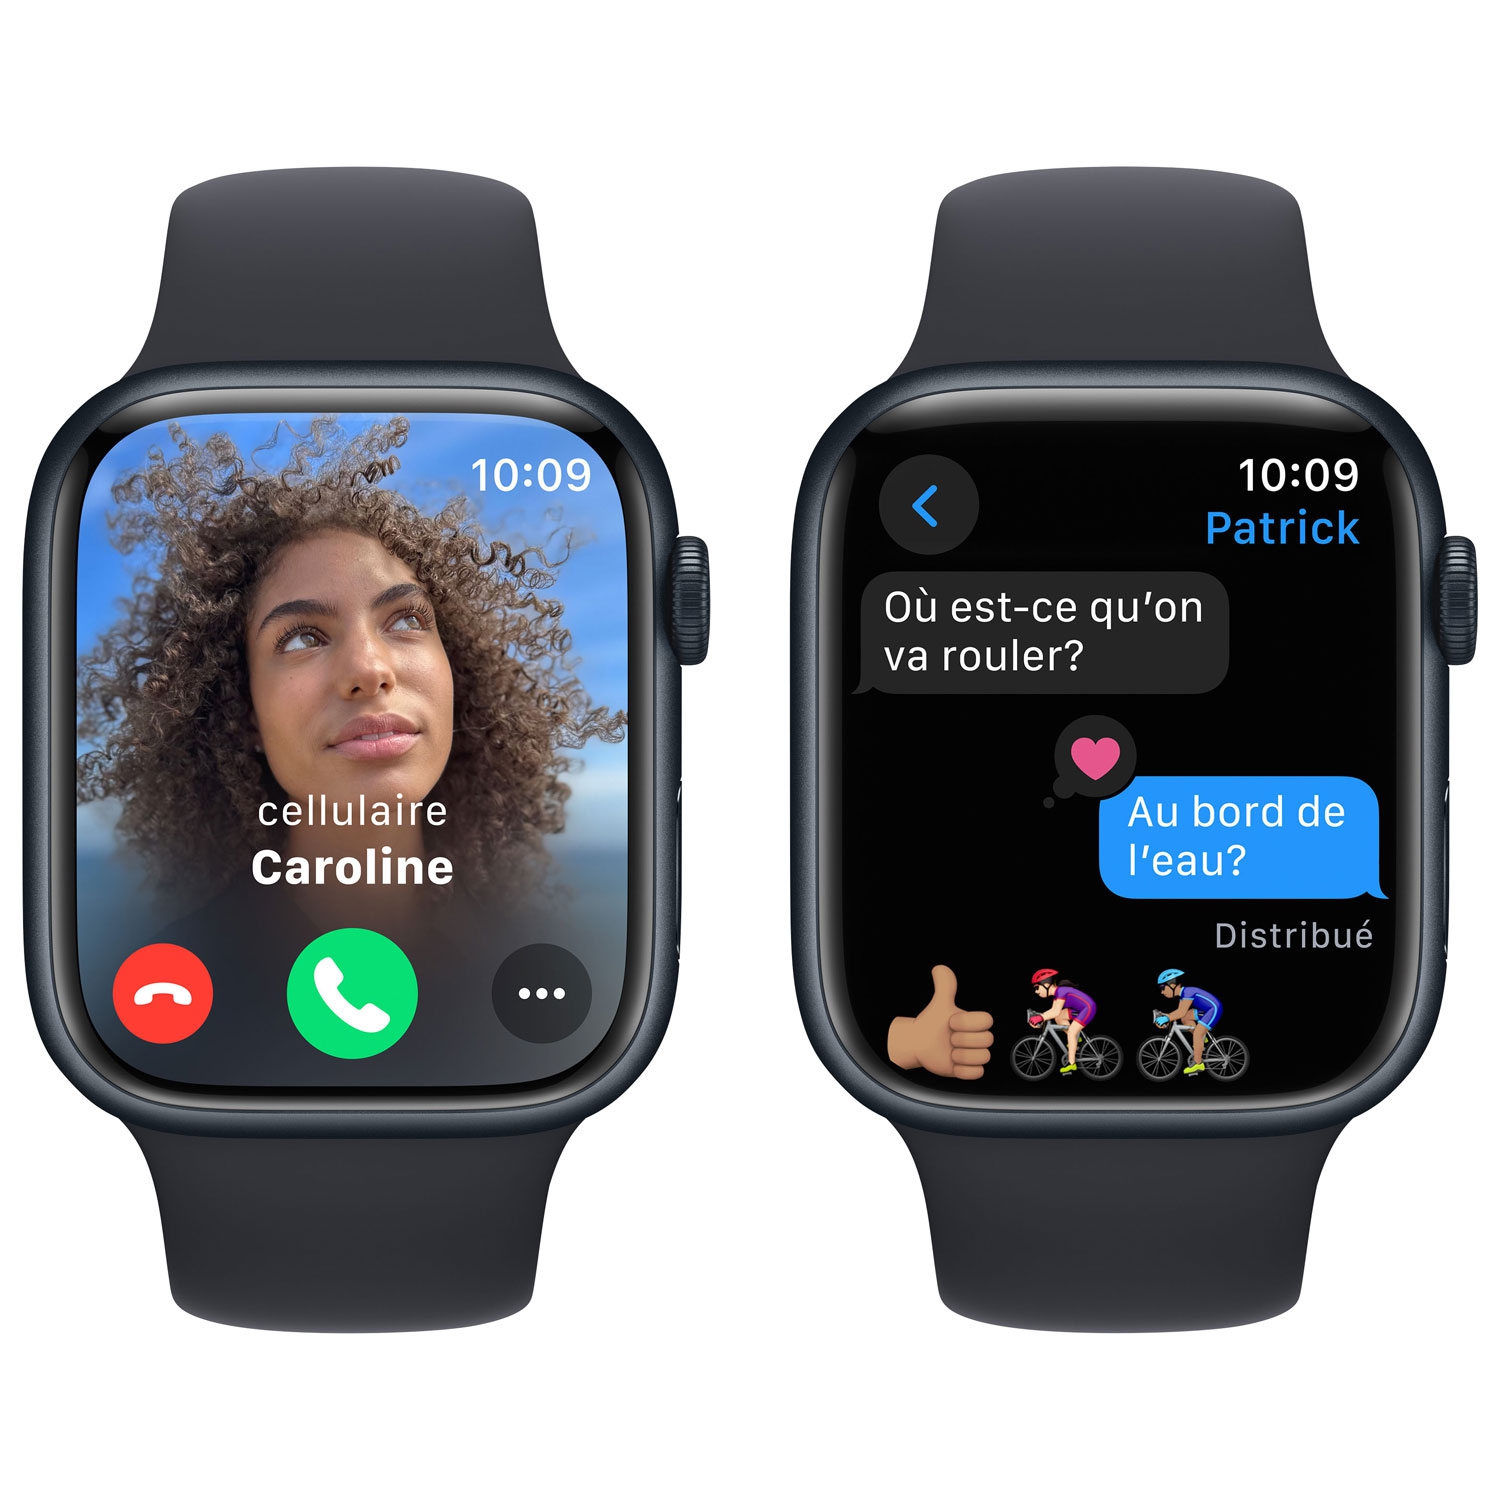 10:09
cellulaire
Caroline
10:09
Patrick
Où est-ce qu’on
va rouler?
Au bord de
l’eau?
Distribué